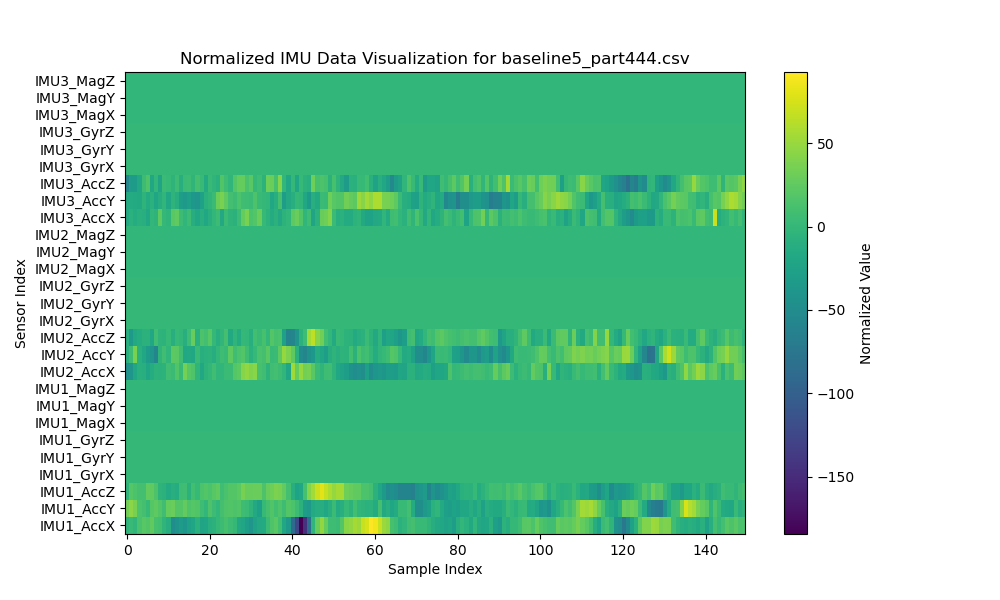 Normalized IMU Data Visualization for baseline5_part444.csv
IMU3_MagZ
IMU3_MagY
IMU3_MagX
IMU3_GyrZ
IMU3_GyrY
IMU3_GyrX
IMU3_AccZ
IMU3_AccY
IMU3_AccX
IMU2_MagZ
IMU2_MagY
IMU2_MagX
IMU2_GyrZ
IMU2_GyrY
IMU2_GyrX
IMU2_AccZ
IMU2_AccY
IMU2_AccX
IMU1_MagZ
IMU1_MagY
IMU1_MagX
IMU1_GyrZ
IMU1_GyrY
IMU1_GyrX
IMU1_AccZ
IMU1_AccY
IMU1_AccX
Sensor Index
0 20 40 60 80 100 120 140
Sample Index
50
0
−50
−100
−150
Normalized Value